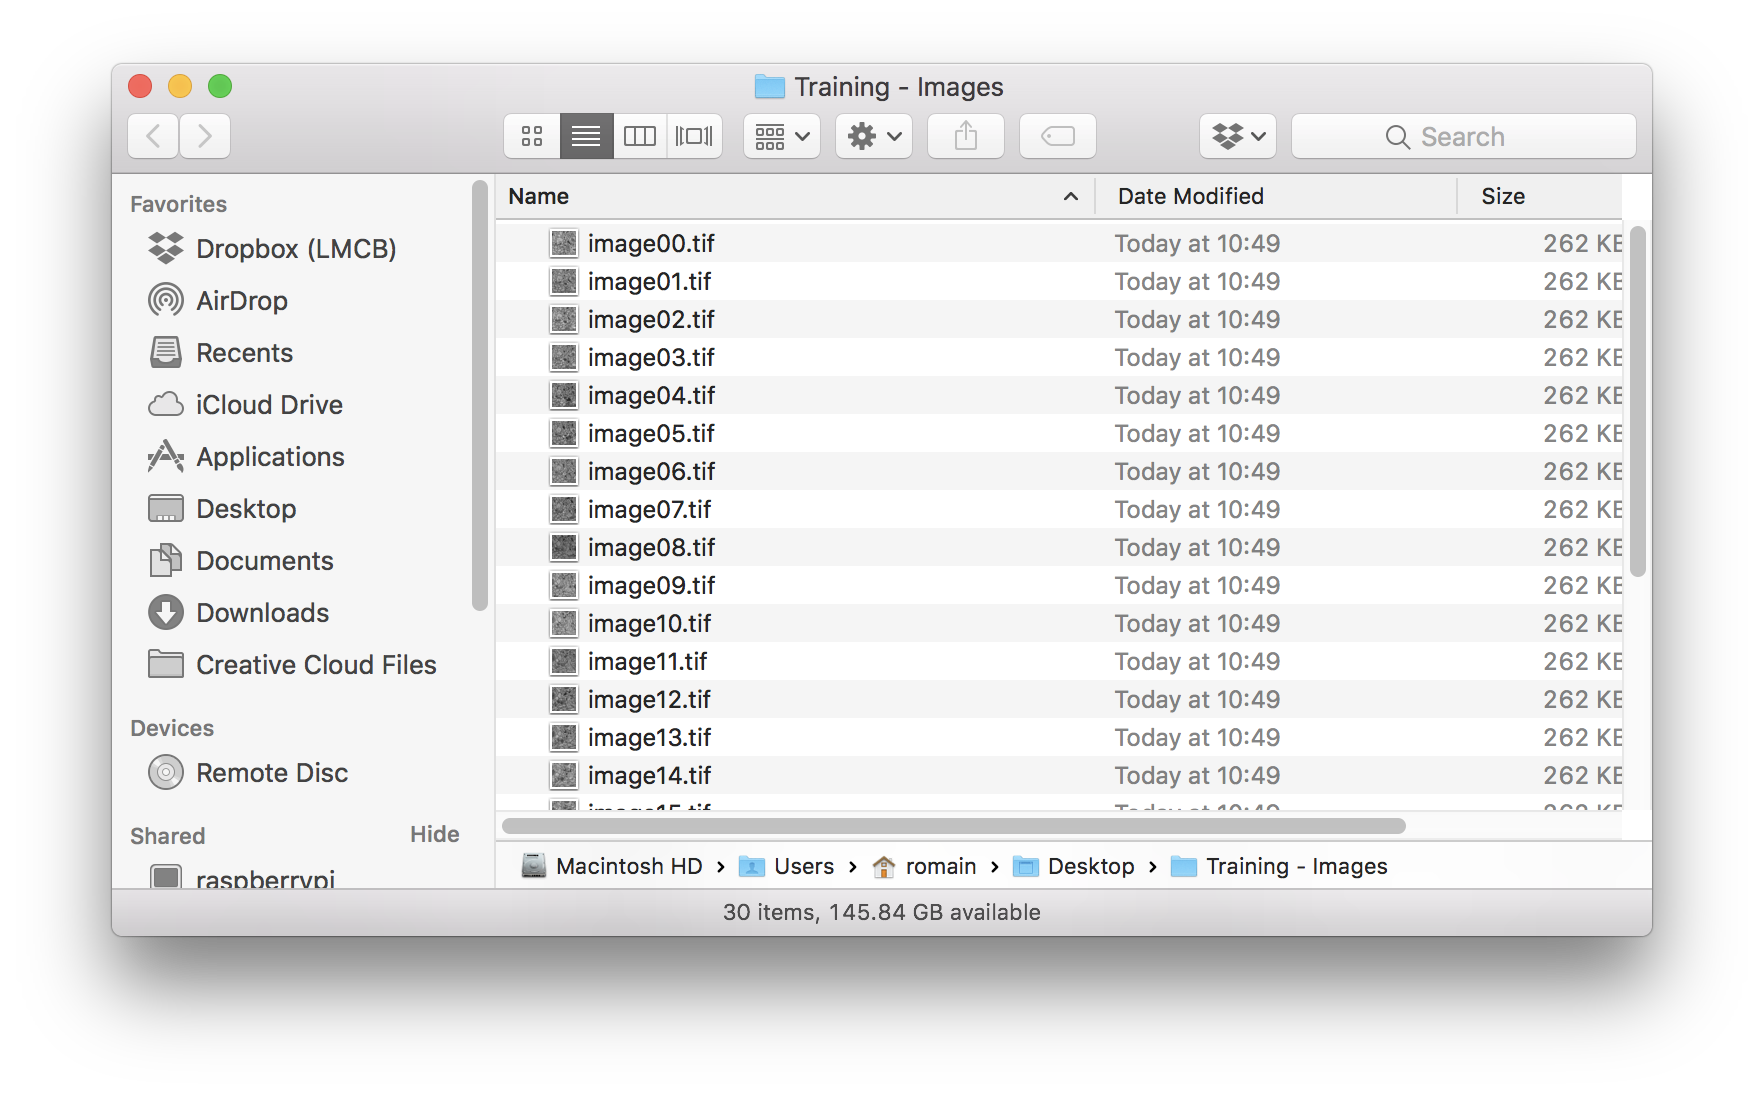 Training - Images
Search
Favorites
Dropbox (LMCB)
AirDrop
Recents
iCloud Drive
Applications
Desktop
Documents
Downloads
Creative Cloud Files
Devices
Remote Disc
Shared Hide
raspberrypi
Name Date Modified Size
image00.tif Today at 10:49 262 KB
image01.tif Today at 10:49 262 KB
image02.tif Today at 10:49 262 KB
image03.tif Today at 10:49 262 KB
image04.tif Today at 10:49 262 KB
image05.tif Today at 10:49 262 KB
image06.tif Today at 10:49 262 KB
image07.tif Today at 10:49 262 KB
image08.tif Today at 10:49 262 KB
image09.tif Today at 10:49 262 KB
image10.tif Today at 10:49 262 KB
image11.tif Today at 10:49 262 KB
image12.tif Today at 10:49 262 KB
image13.tif Today at 10:49 262 KB
image14.tif Today at 10:49 262 KB
image15.tif Today at 10:49 262 KB
Macintosh HD › Users › romain › Desktop › Training - Images
30 items, 145.84 GB available